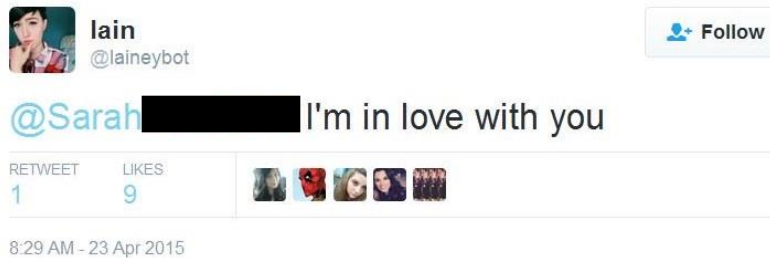 lain
@laineybot
Follow
@Sarah I'm in love with you
RETWEET LIKES
1 9
8:29 AM - 23 Apr 2015